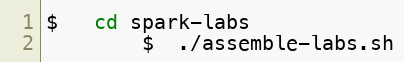 1 $   cd spark-labs
2         $  ./assemble-labs.sh